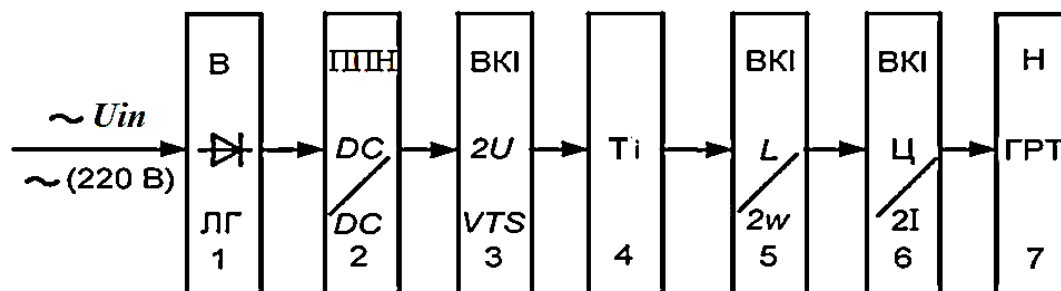 ~ Uin
~ (220 В)
В
ЛГ
1
ППН
DC
DC
2
ВКІ
2U
VTS
3
Ті
4
ВКІ
L
2w
5
ВКІ
Ц
2І
6
Н
ГРТ
7